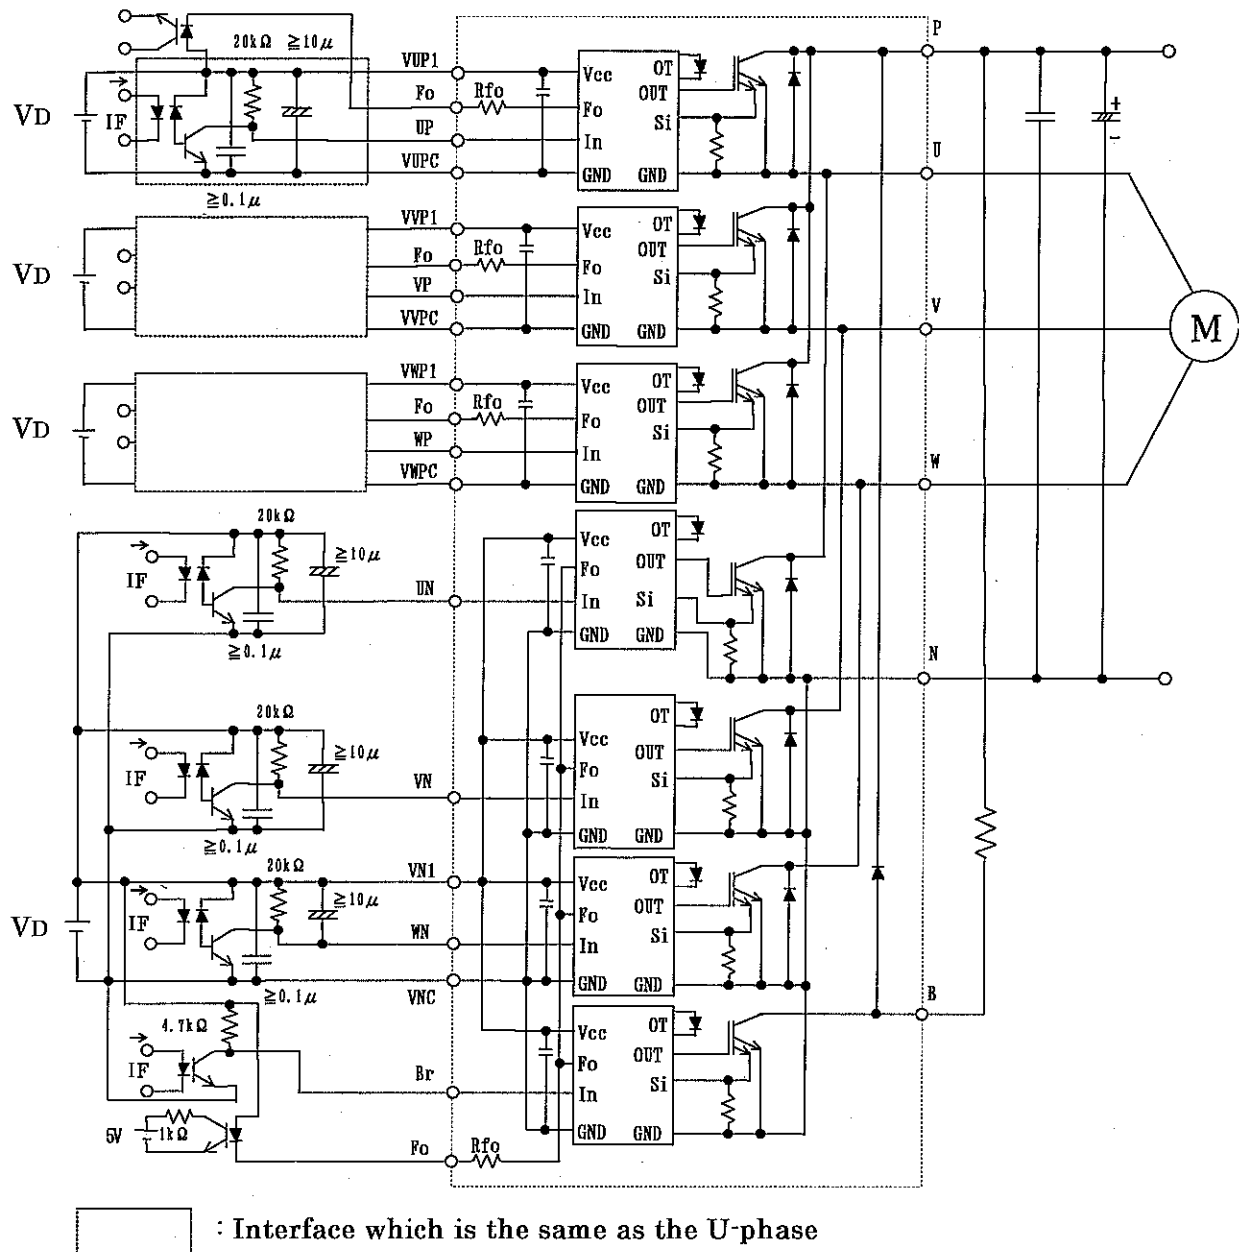 P
20kΩ ≧10μ
VUP1
VD
IF
Fo
Rfo
UP
VUPC
≧0.1μ
Vcc
Fo
In
GND
OT
OUT
Si
GND
+
-
U
VVP1
VD
Fo
Rfo
VP
VVPC
Vcc
Fo
In
GND
OT
OUT
Si
GND
V
M
VWP1
VD
Fo
Rfo
WP
VWPC
Vcc
Fo
In
GND
OT
OUT
Si
GND
W
20kΩ
IF
≧10μ
UN
≧0.1μ
Vcc
Fo
In
GND
OT
OUT
Si
GND
N
20kΩ
IF
≧10μ
VN
≧0.1μ
Vcc
Fo
In
GND
OT
OUT
Si
GND
20kΩ
VN1
VD
IF
≧10μ
WN
≧0.1μ
VNC
Vcc
Fo
In
GND
OT
OUT
Si
GND
B
4.7kΩ
IF
Br
Vcc
Fo
In
GND
OT
OUT
Si
GND
5V
1kΩ
Fo
Rfo
: Interface which is the same as the U-phase